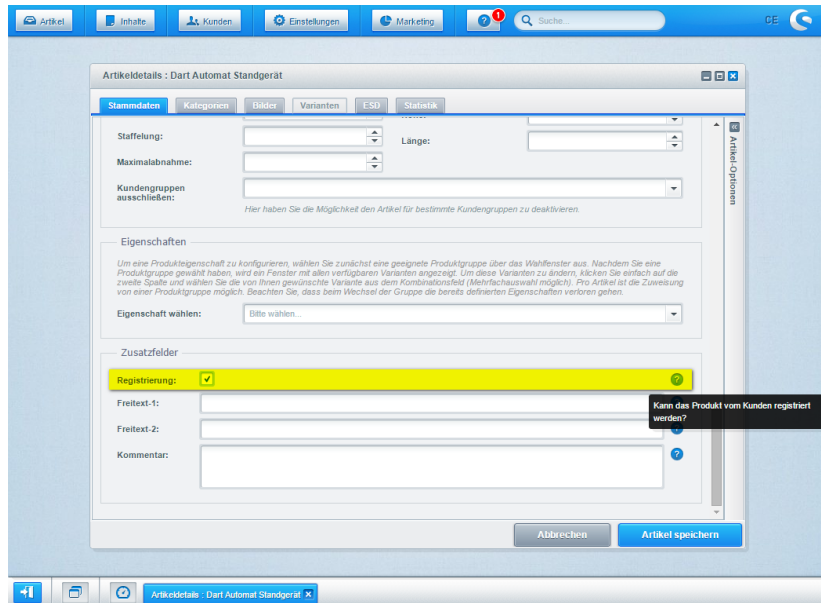 Artikel Inhalte Kunden Einstellungen Marketing ? 1 Suche... CE
Artikeldetails : Dart Automat Standgerät
Stammdaten Kategorien Bilder Varianten ESD Statistik
Staffelung:
Länge:
Maximalabnahme:
Kundengruppen
ausschließen:
Hier haben Sie die Möglichkeit den Artikel für bestimmte Kundengruppen zu deaktivieren.
Artikel-Optionen
Eigenschaften
Um eine Produkteigenschaft zu konfigurieren, wählen Sie zunächst eine geeignete Produktgruppe über das Wahlfenster aus. Nachdem Sie eine
Produktgruppe gewählt haben, wird ein Fenster mit allen verfügbaren Varianten angezeigt. Um diese Varianten zu ändern, klicken Sie einfach auf die
zweite Spalte und wählen Sie die von Ihnen gewünschte Variante aus dem Kombinationsfeld (Mehrfachauswahl möglich). Pro Artikel ist die Zuweisung
von einer Produktgruppe möglich. Beachten Sie, dass beim Wechsel der Gruppe die bereits definierten Eigenschaften verloren gehen.
Eigenschaft wählen: Bitte wählen...
Zusatzfelder
Registrierung: ?
Kann das Produkt vom Kunden registriert
werden?
Freitext-1:
Freitext-2:
Kommentar: ?
Abbrechen Artikel speichern
Artikeldetails : Dart Automat Standgerät